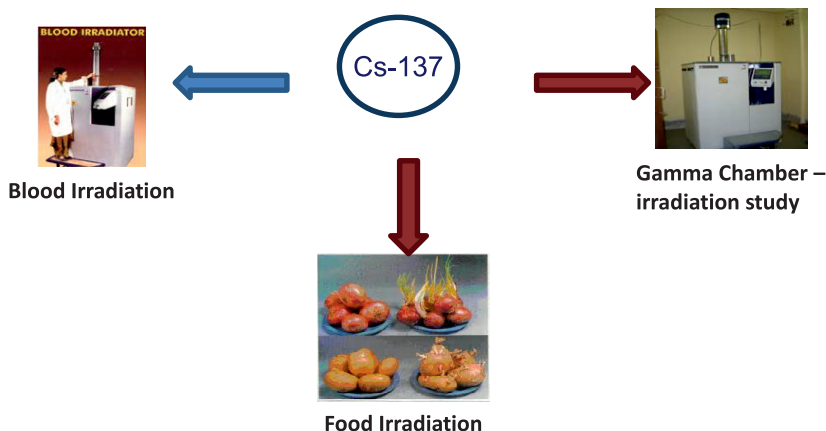 BLOOD IRRADIATOR
Cs-137
Blood Irradiation
Gamma Chamber –
irradiation study
Food Irradiation